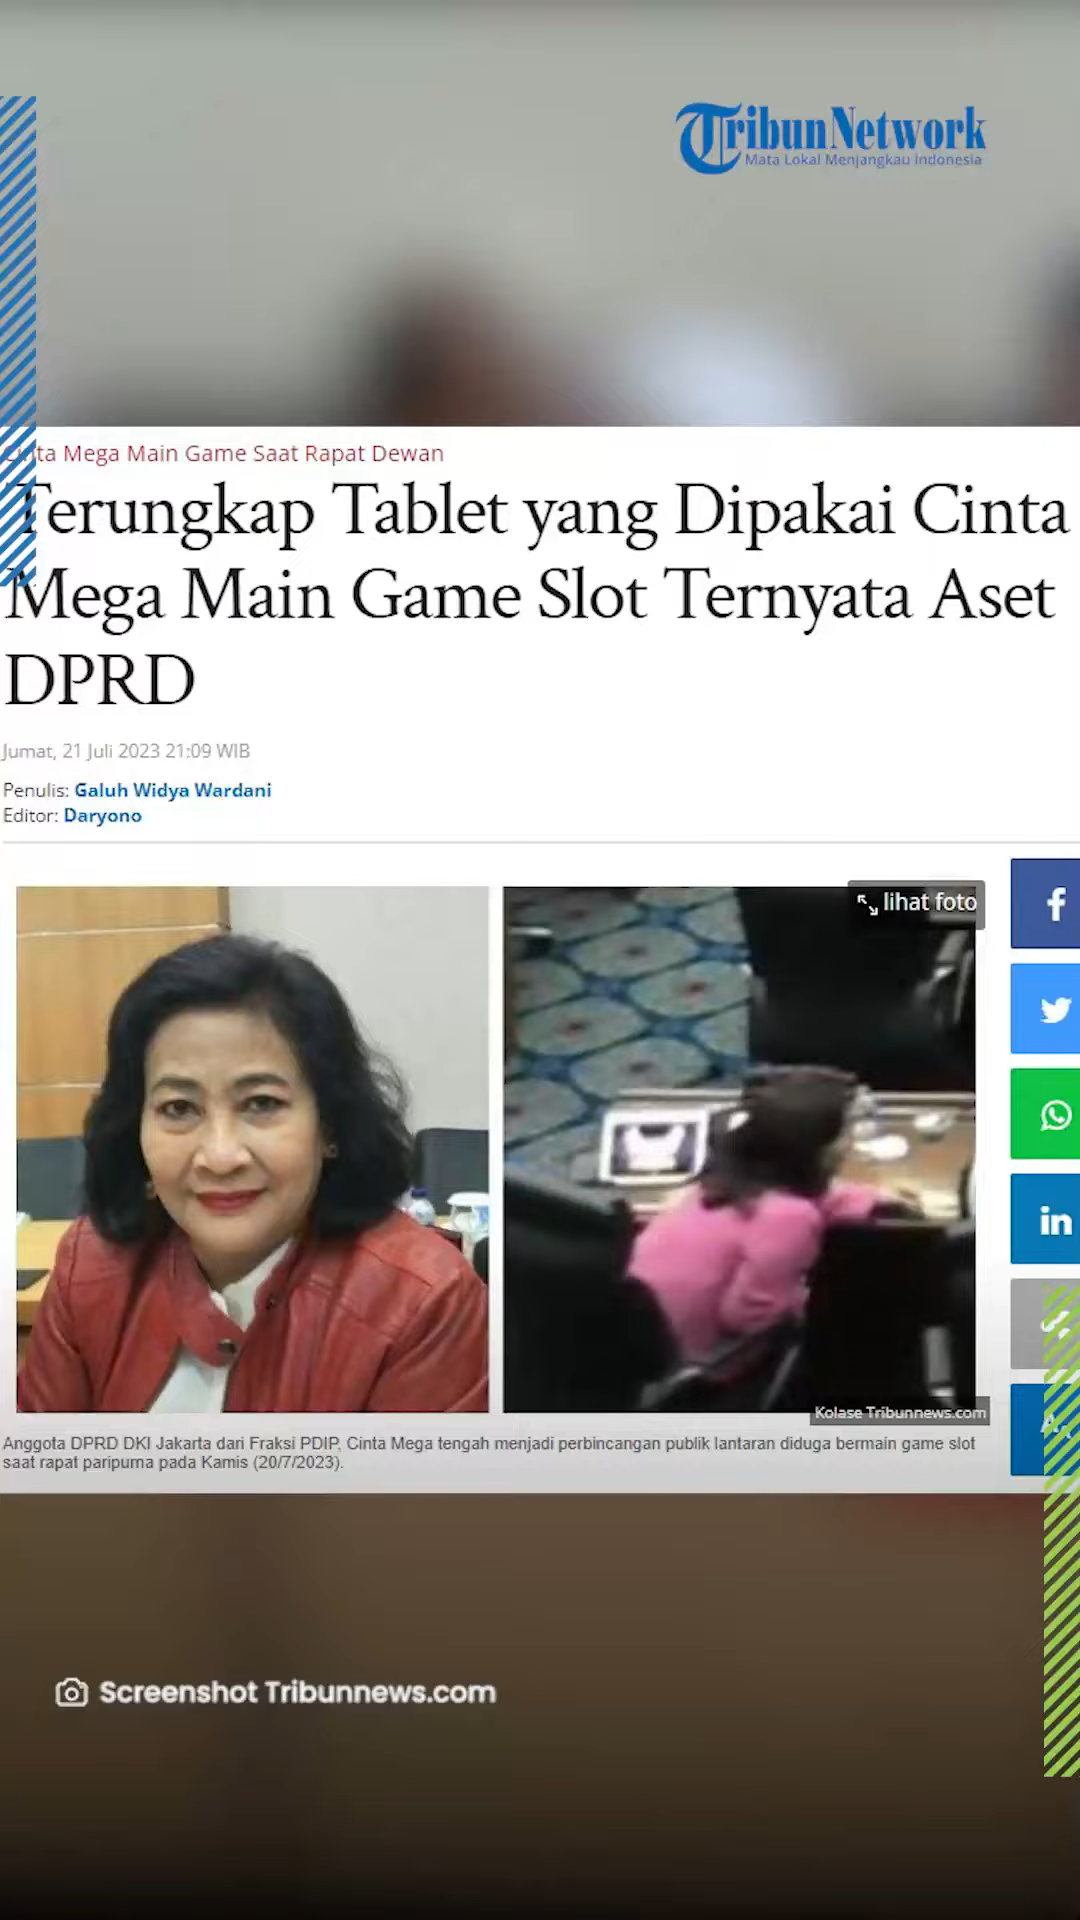 TribunNetwork
Mata Lokal Menjangkau Indonesia
Cinta Mega Main Game Saat Rapat Dewan
Terungkap Tablet yang Dipakai Cinta
Mega Main Game Slot Ternyata Aset
DPRD
Jumat, 21 Juli 2023 21:09 WIB
Penulis: Galuh Widya Wardani
Editor: Daryono
lihat foto
Kolase Tribunnews.com
Anggota DPRD DKI Jakarta dari Fraksi PDIP, Cinta Mega tengah menjadi perbincangan publik lantaran diduga bermain game slot
saat rapat paripurna pada Kamis (20/7/2023).
Screenshot Tribunnews.com